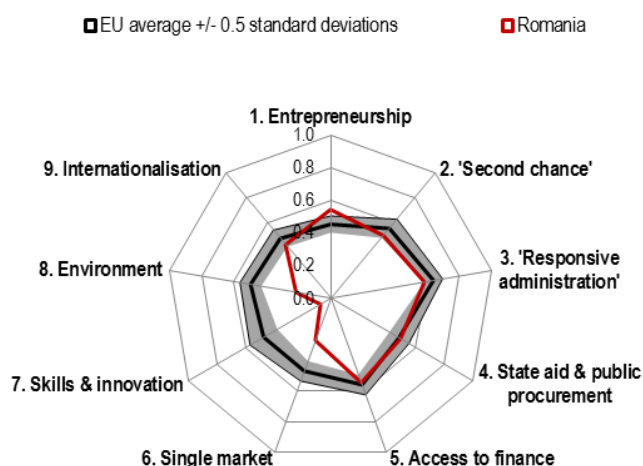 EU average +/- 0.5 standard deviations
Romania
1. Entrepreneurship
1.0
9. Internationalisation
0.8
2. 'Second chance'
0.6
0.4
8. Environment
0.2
3. 'Responsive
administration'
0.0
7. Skills & innovation
4. State aid & public
procurement
6. Single market
5. Access to finance